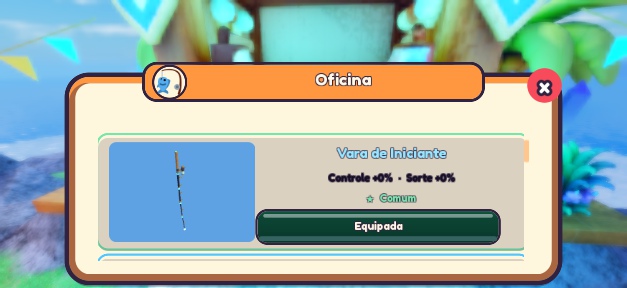 Oficina
Vara de Iniciante
Controle +0% · Sorte +0%
★ Comum
Equipada